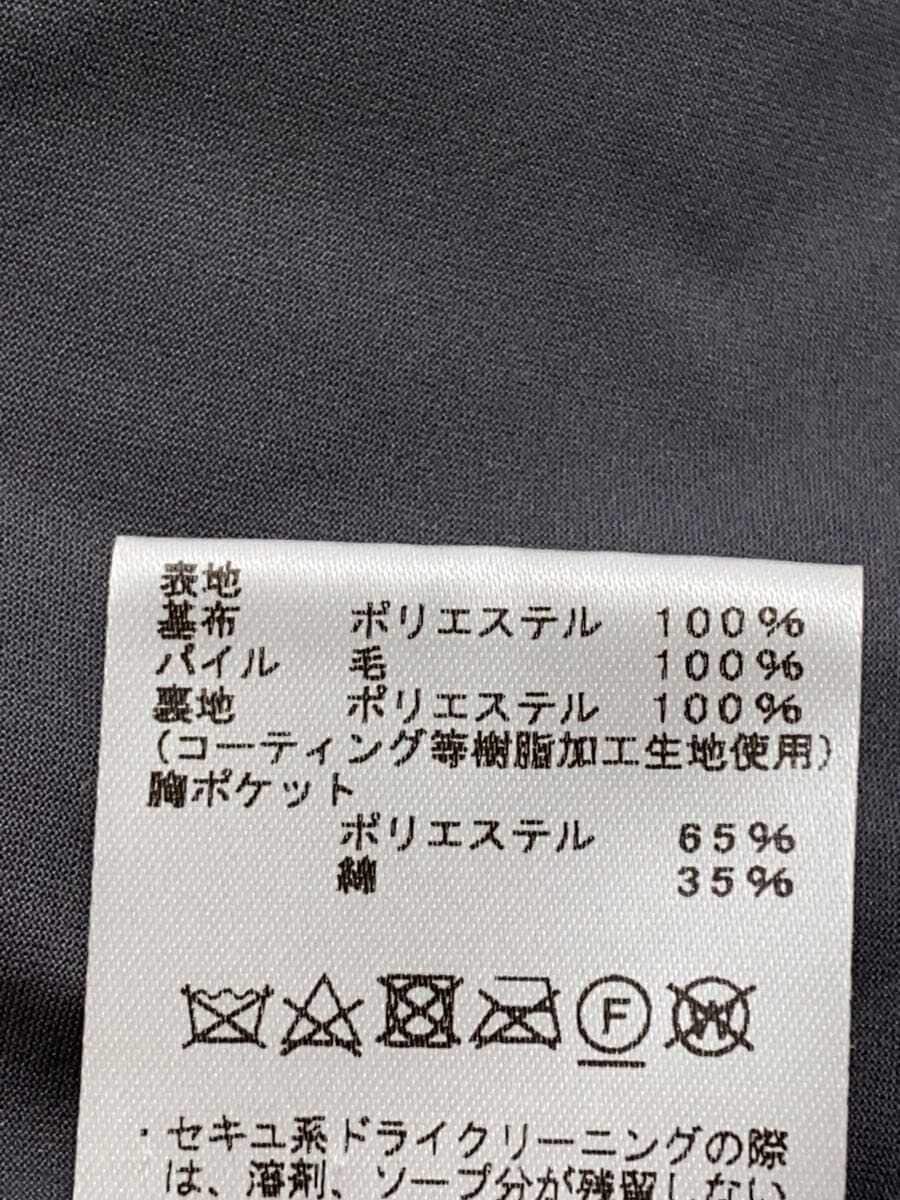 表地
基布 ポリエステル 100%
パイル 毛 100%
裏地 ポリエステル 100%
(コーティング等樹脂加工生地使用)
胸ポケット
ポリエステル 65%
綿 35%
F W
・セキユ系ドライクリーニングの際
は、溶剤、ソープ分が残留しない